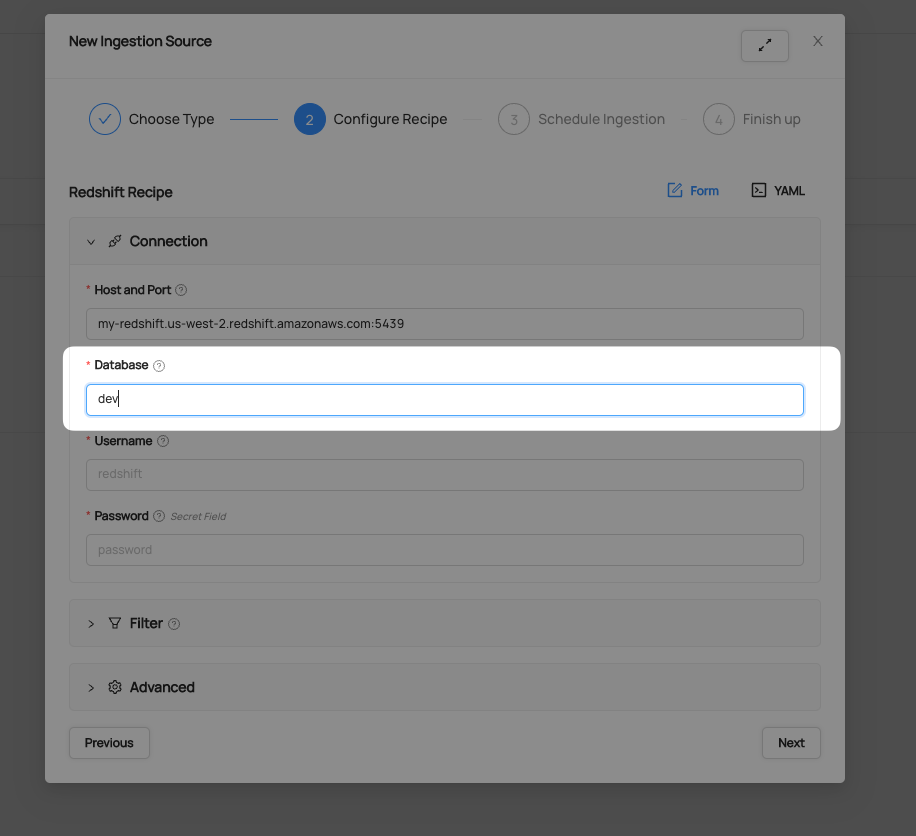 New Ingestion Source
Choose Type
2 Configure Recipe
3 Schedule Ingestion
4 Finish up
Redshift Recipe
Form
YAML
Connection
* Host and Port ?
my-redshift.us-west-2.redshift.amazonaws.com:5439
* Database ?
dev
* Username ?
redshift
* Password ? Secret Field
password
Filter ?
Advanced
Previous
Next